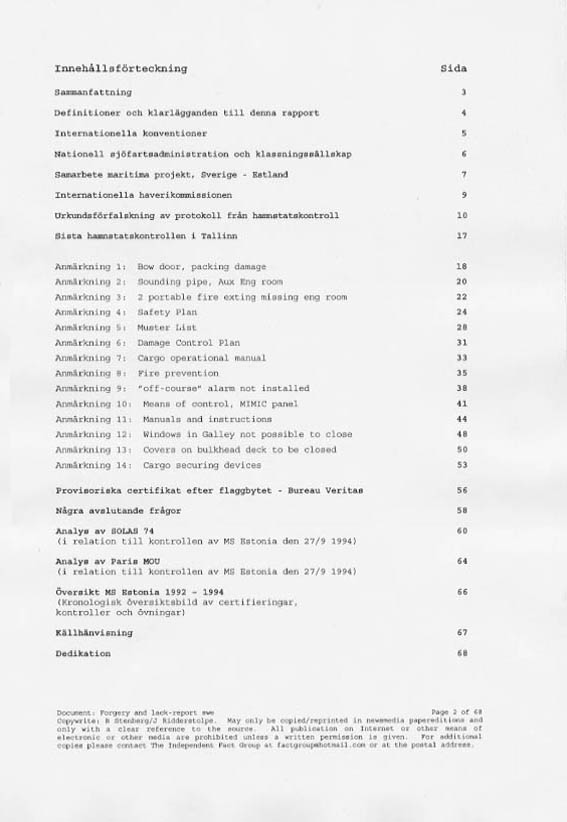 Innehållsförteckning Sida
Sammanfattning 3
Definitioner och klarlägganden till denna rapport 4
Internationella konventioner 5
Nationell sjöfartsadministration och klassningssällskap 6
Samarbete maritima projekt, Sverige - Estland 7
Internationella haverikommissionen 9
Urkundsförfalskning av protokoll från hamnstatskontroll 10
Sista hamnstatskontrollen i Tallinn 17
Anmärkning 1: Bow door, packing damage 18
Anmärkning 2: Sounding pipe, Aux Eng room 20
Anmärkning 3: 2 portable fire exting missing eng room 22
Anmärkning 4: Safety Plan 24
Anmärkning 5: Muster List 28
Anmärkning 6: Damage Control Plan 31
Anmärkning 7: Cargo operational manual 33
Anmärkning 8: Fire prevention 35
Anmärkning 9: "off-course" alarm not installed 38
Anmärkning 10: Means of control, MIMIC panel 41
Anmärkning 11: Manuals and instructions 44
Anmärkning 12: Windows in Galley not possible to close 48
Anmärkning 13: Covers on bulkhead deck to be closed 50
Anmärkning 14: Cargo securing devices 53
Provisoriska certifikat efter flaggbytet - Bureau Veritas 56
Några avslutande frågor 58
Analys av SOLAS 74 60
(i relation till kontrollen av MS Estonia den 27/9 1994)
Analys av Paris MOU 64
(i relation till kontrollen av MS Estonia den 27/9 1994)
Översikt MS Estonia 1992 - 1994 66
(Kronologisk översiktsbild av certifieringar,
kontroller och övningar)
Källhänvisning 67
Dedikation 68
Document: Forgery and lack-report swe Page 2 of 68
Copywrite: B Stenberg/J Ridderstolpe. May only be copied/reprinted in newsmedia papereditions and
only with a clear reference to the source. All publication on Internet or other means of
electronic or other media are prohibited unless a written permission is given. For additional
copies please contact The Independent Fact Group at factgroup@hotmail.com or at the postal address.